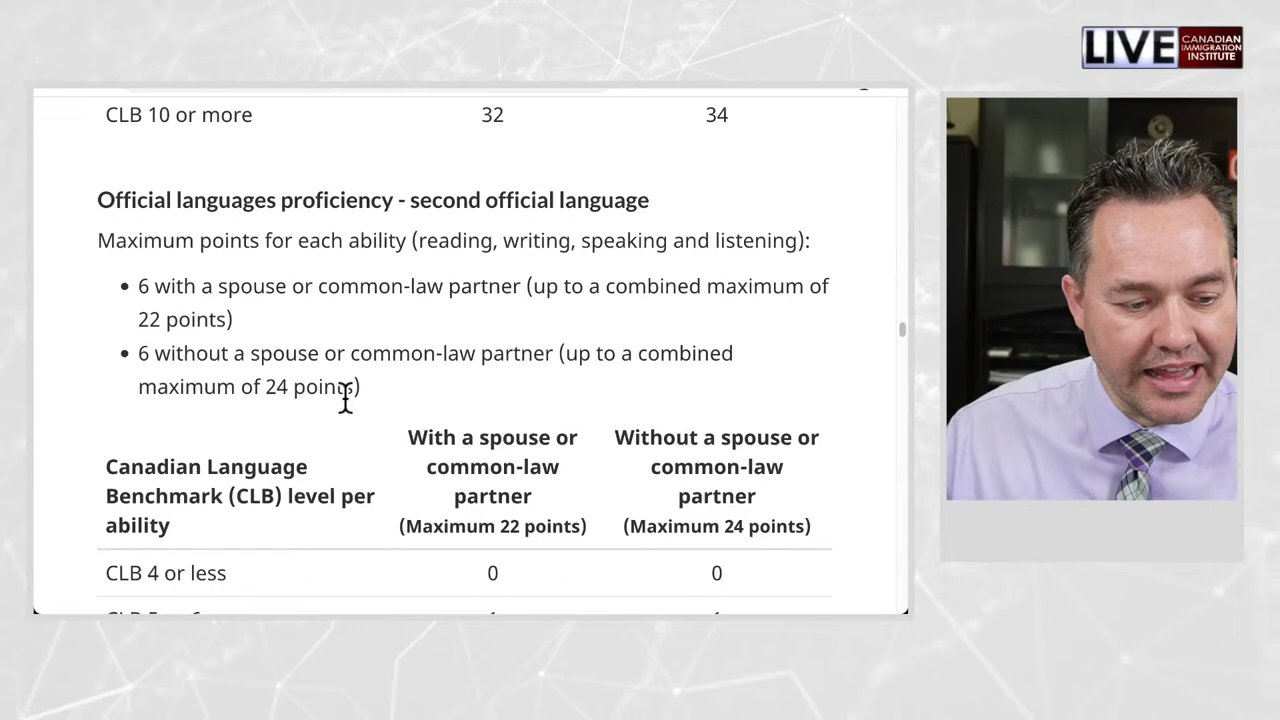 LIVE
CANADIAN
IMMIGRATION
INSTITUTE
CLB 10 or more 32 34
Official languages proficiency - second official language
Maximum points for each ability (reading, writing, speaking and listening):
6 with a spouse or common-law partner (up to a combined maximum of
22 points)
6 without a spouse or common-law partner (up to a combined
maximum of 24 points)
Canadian Language
Benchmark (CLB) level per
ability
With a spouse or
common-law
partner
(Maximum 22 points)
Without a spouse or
common-law
partner
(Maximum 24 points)
CLB 4 or less 0 0